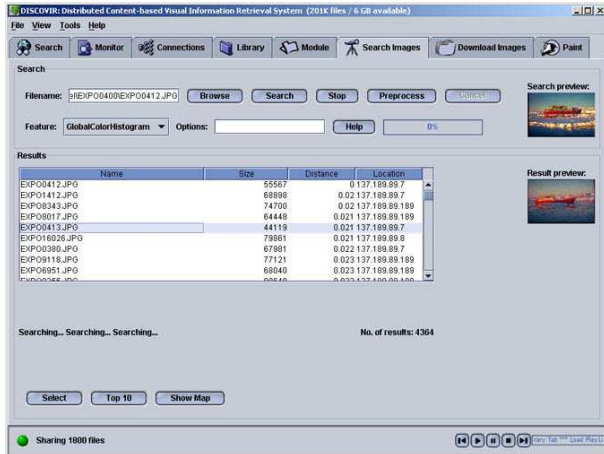 DISCOVIR: Distributed Content-based Visual Information Retrieval System (201K files / 6 GB available)
File View Tools Help
Search Monitor Connections Library Module Search Images Download Images Paint
Search
Filename: \EXPO0400\EXPO0412.JPG Browse Search Stop Preprocess Cancel
Search preview:
Feature: GlobalColorHistogram Options: Help 0%
Results
Name Size Distance Location
Result preview:
EXPO0412.JPG 55567 0 137.189.89.7
EXPO1412.JPG 68898 0.02 137.189.89.7
EXPO8343.JPG 74700 0.02 137.189.89.189
EXPO8017.JPG 64448 0.021 137.189.89.189
EXPO0413.JPG 44119 0.021 137.189.89.7
EXPO16026.JPG 79861 0.021 137.189.89.8
EXPO0380.JPG 67981 0.022 137.189.89.7
EXPO9118.JPG 77121 0.023 137.189.89.189
EXPO6951.JPG 68040 0.023 137.189.89.189
Searching... Searching... Searching...
No. of results: 4364
Select Top 10 Show Map
Sharing 1800 files
Tab *** Load Play